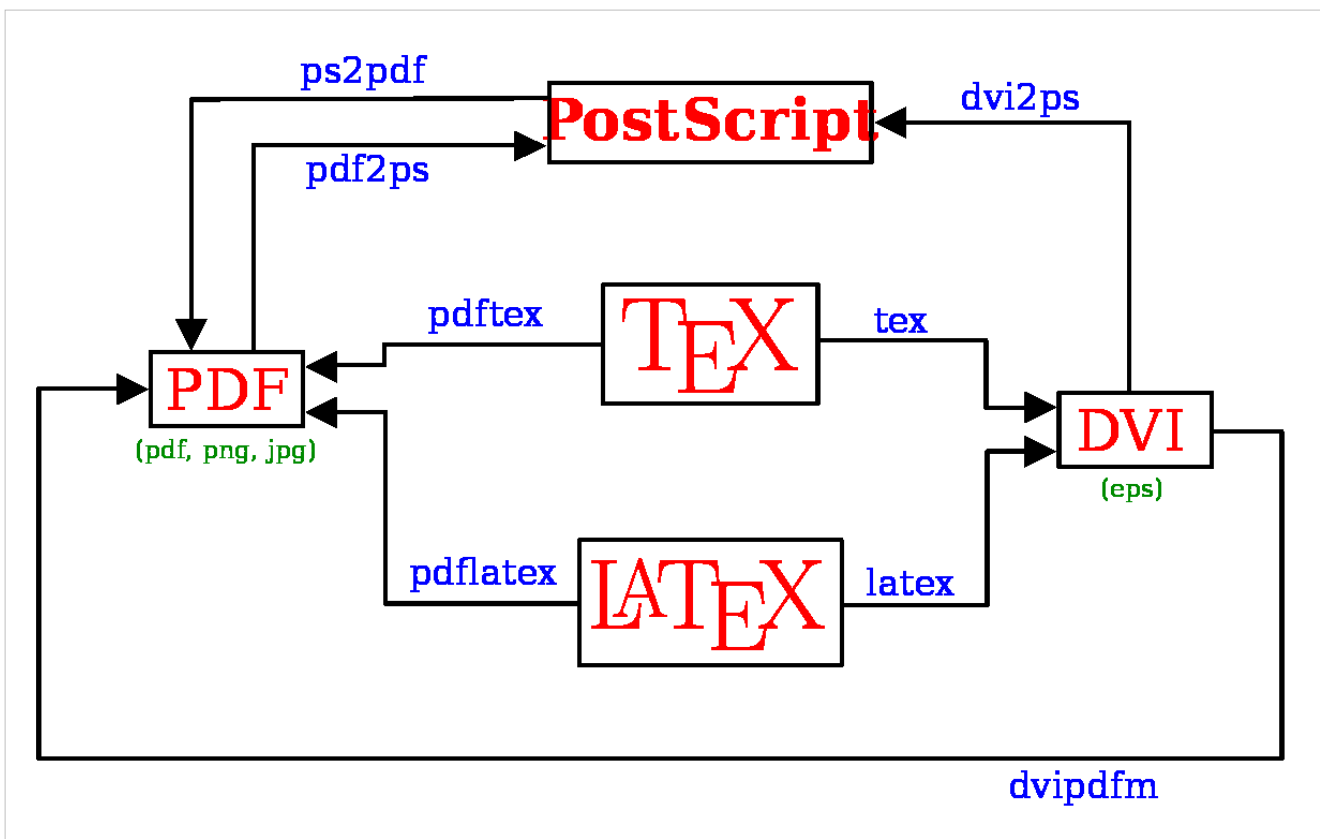 ps2pdf
PostScript
dvi2ps
pdf2ps
pdftex
TEX
tex
PDF
(pdf, png, jpg)
DVI
(eps)
pdflatex
LATEX
latex
dvipdfm